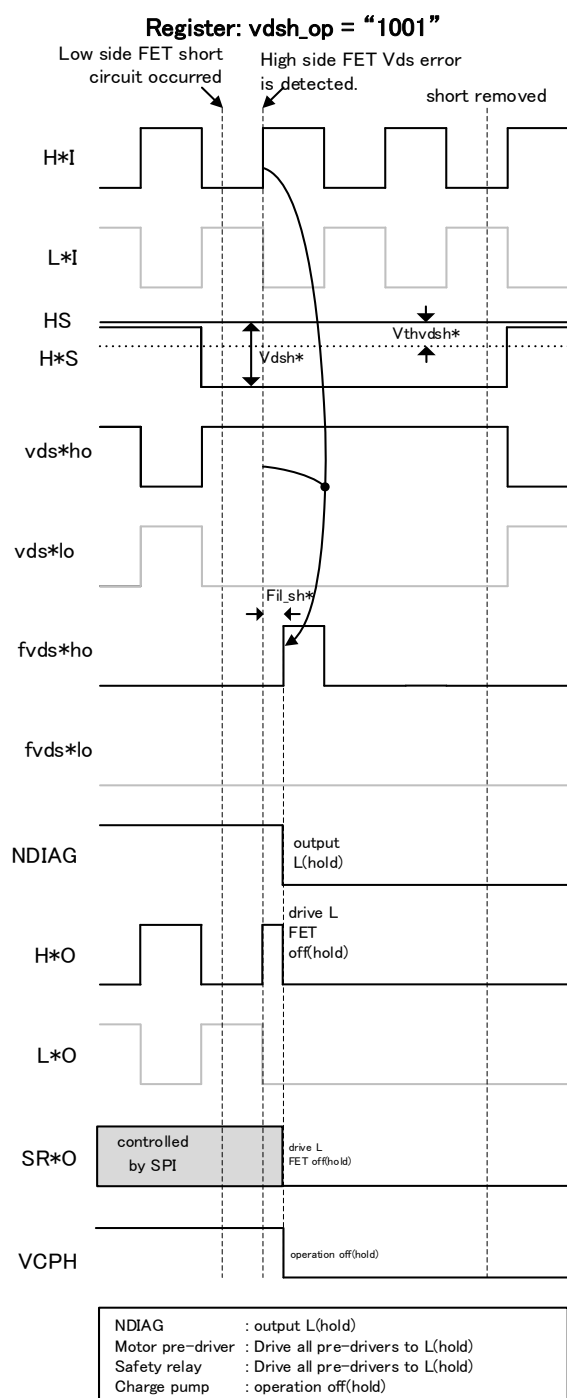 Register: vdsh_op = “1001”
Low side FET short
circuit occurred
High side FET Vds error
is detected.
short removed
H*I
L*I
HS
Vthvdsh*
H*S
Vdsh*
vds*ho
vds*lo
Fil_sh*
fvds*ho
fvds*lo
NDIAG
output
L(hold)
drive L
FET
off(hold)
H*O
L*O
controlled
by SPI
SR*O
drive L
FET off(hold)
VCPH
operation off(hold)
NDIAG : output L(hold)
Motor pre-driver : Drive all pre-drivers to L(hold)
Safety relay : Drive all pre-drivers to L(hold)
Charge pump : operation off(hold)